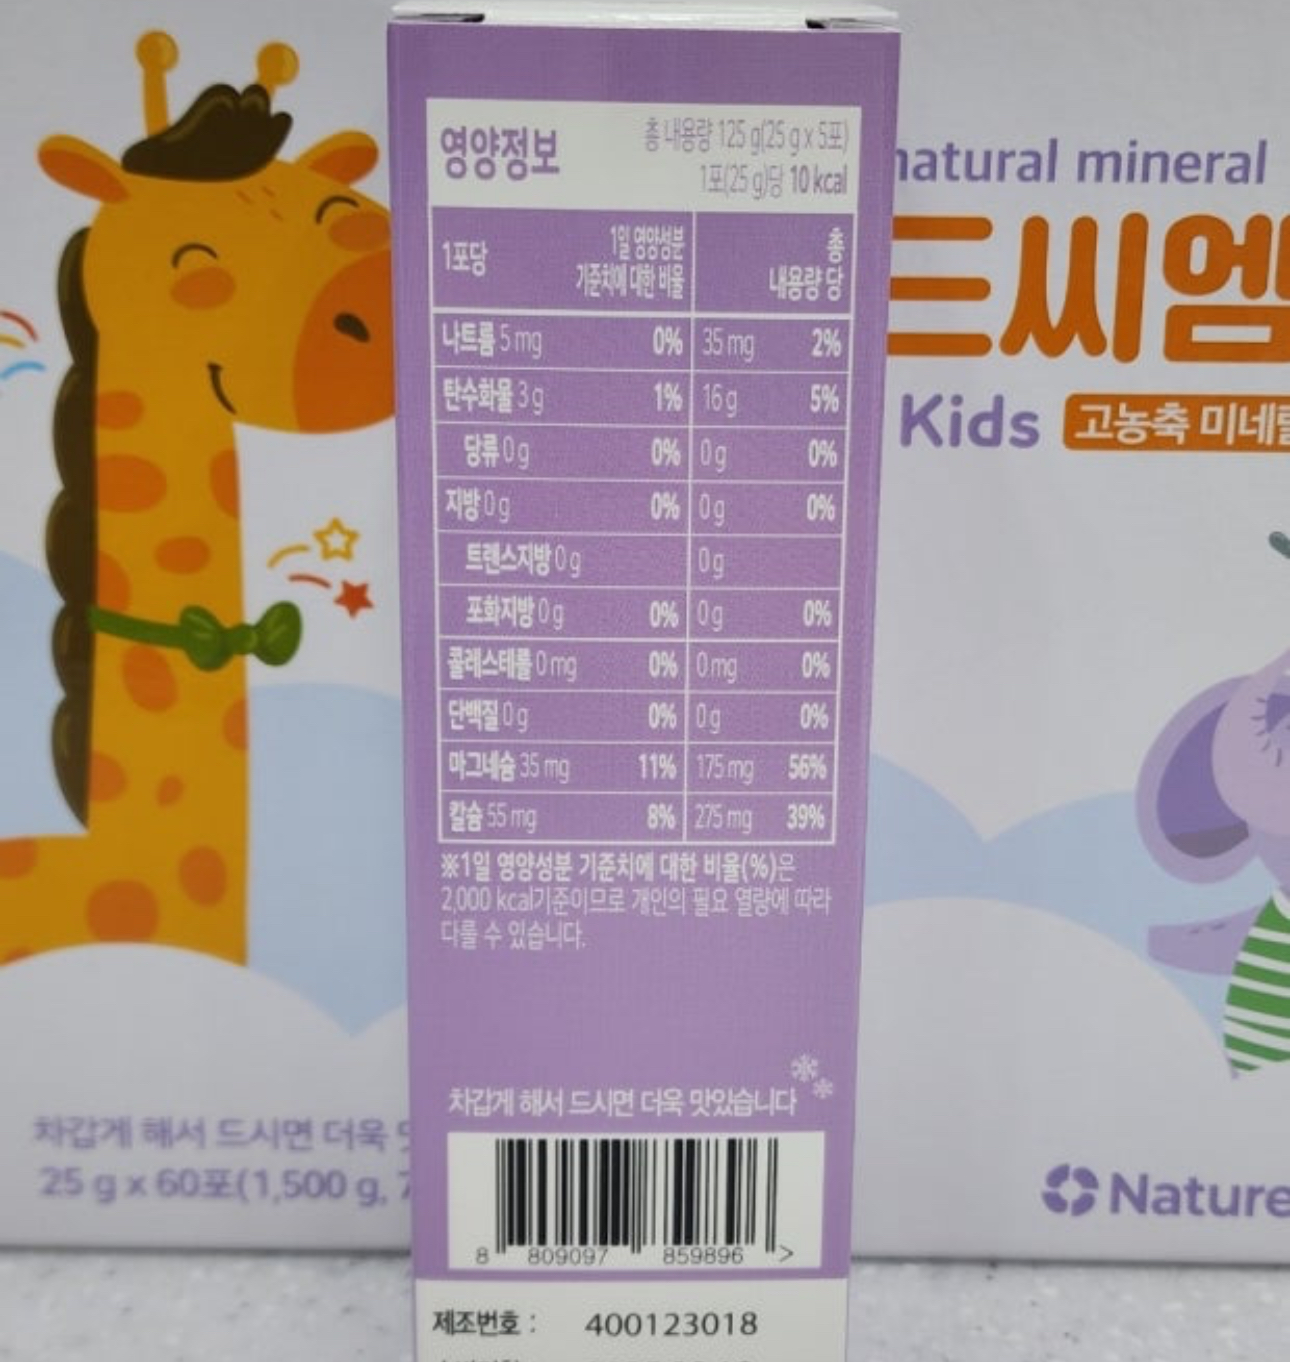 영양정보
총 내용량 125 g(25 g x 5포)
1포(25 g)당 10 kcal
1포당 1일 영양성분 기준치에 대한 비율 총 내용량 당
나트륨 5 mg 0% 35 mg 2%
탄수화물 3 g 1% 16 g 5%
당류 0 g 0% 0 g 0%
지방 0 g 0% 0 g 0%
트랜스지방 0 g 0 g
포화지방 0 g 0% 0 g 0%
콜레스테롤 0 mg 0% 0 mg 0%
단백질 0 g 0% 0 g 0%
마그네슘 35 mg 11% 175 mg 56%
칼슘 55 mg 8% 275 mg 39%
※1일 영양성분 기준치에 대한 비율(%)은
2,000 kcal기준이므로 개인의 필요 열량에 따라
다룰 수 있습니다.
차갑게 해서 드시면 더욱 맛있습니다
8 809097 859896 >
제조번호 : 400123018
natural mineral
드씨엠
Kids 고농축 미네랄
차갑게 해서 드시면 더욱
25 g x 60포(1,500 g,
Nature